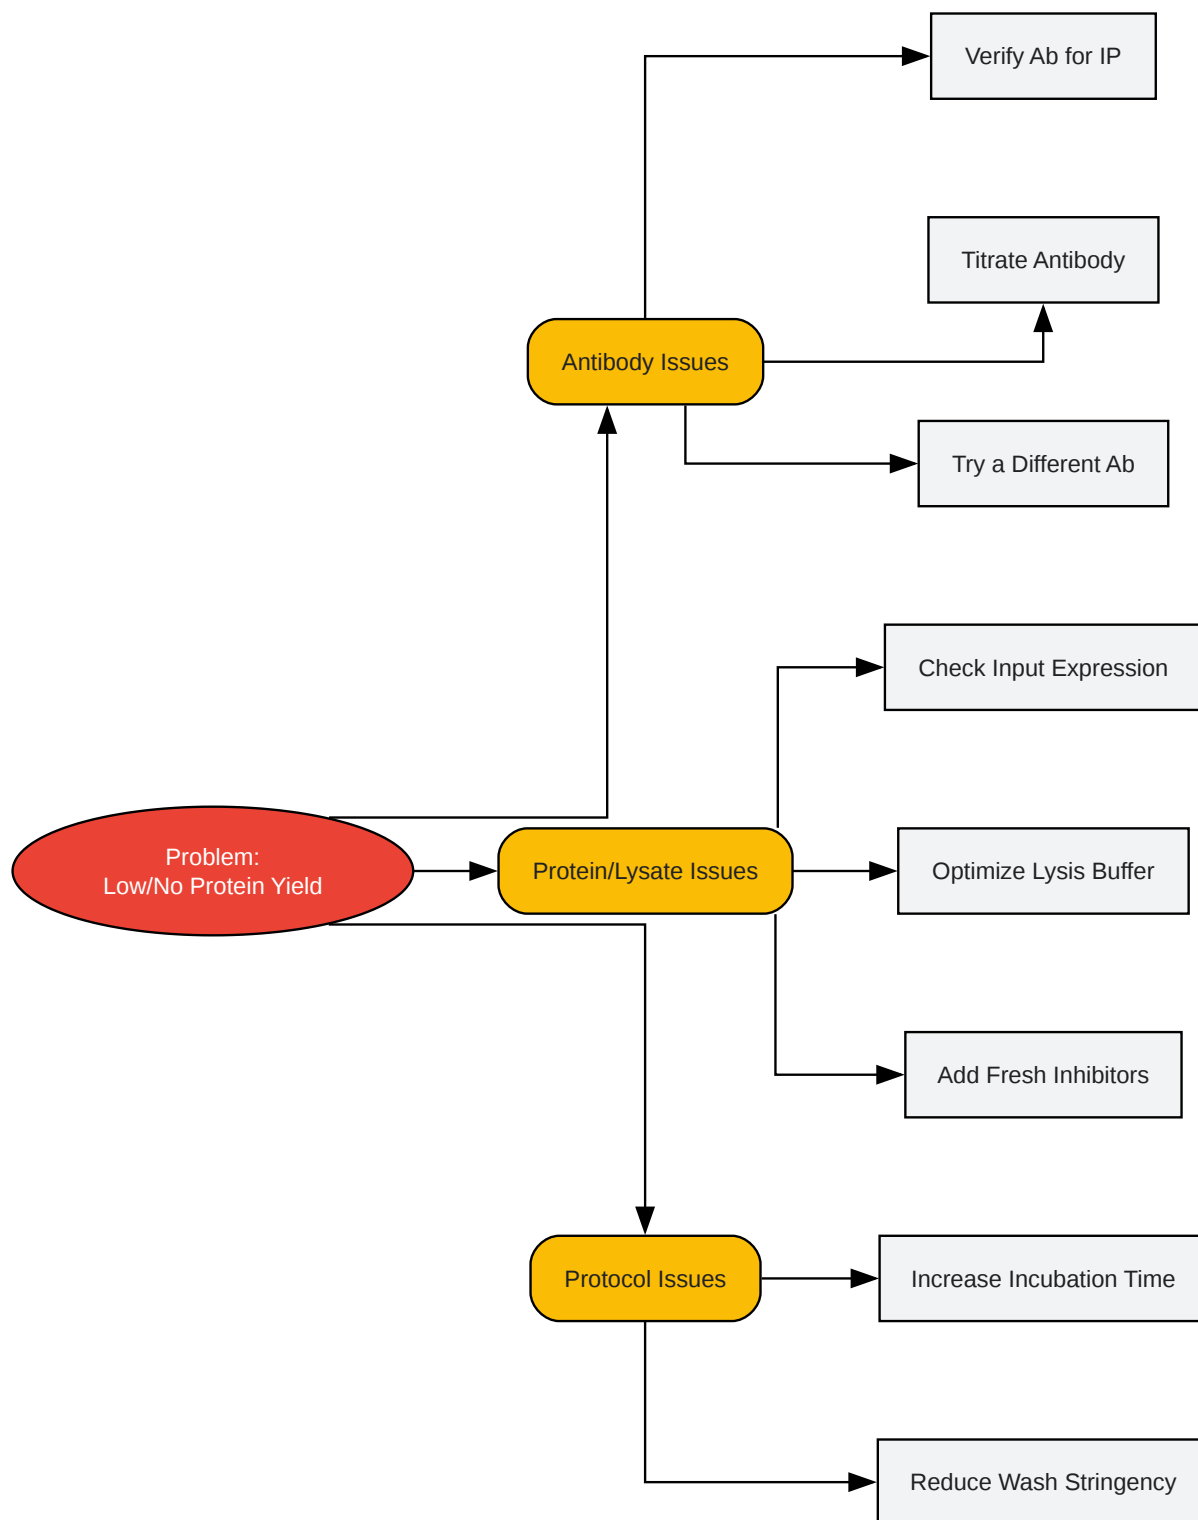 Verify Ab for IP
Titrate Antibody
Antibody Issues
Try a Different Ab
Check Input Expression
Problem:
Low/No Protein Yield
Protein/Lysate Issues
Optimize Lysis Buffer
Add Fresh Inhibitors
Protocol Issues
Increase Incubation Time
Reduce Wash Stringency